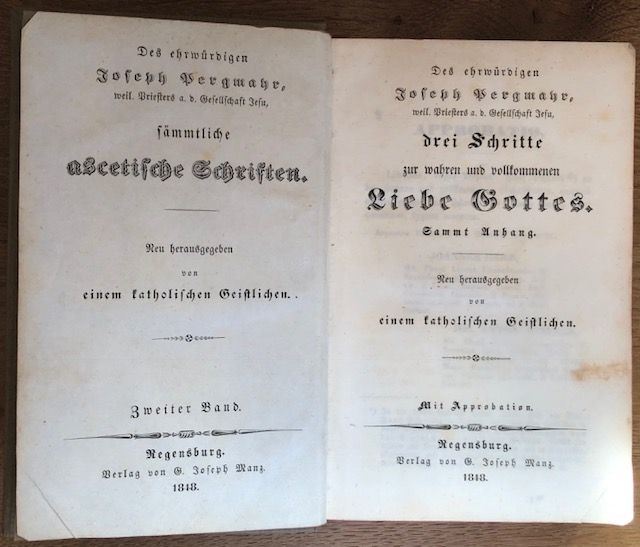 Des ehrwürdigen
Joseph Pergmayr,
weil. Priesters a. d. Gesellschaft Jesu,
sämmtliche
ascetische Schriften.
Neu herausgegeben
von
einem katholischen Geistlichen.
Zweiter Band.
Regensburg.
Verlag von G. Joseph Manz.
1848.
Des ehrwürdigen
Joseph Pergmayr,
weil. Priesters a. d. Gesellschaft Jesu,
drei Schritte
zur wahren und vollkommenen
Liebe Gottes.
Sammt Anhang.
Neu herausgegeben
von
einem katholischen Geistlichen.
Mit Approbation.
Regensburg.
Verlag von G. Joseph Manz.
1848.